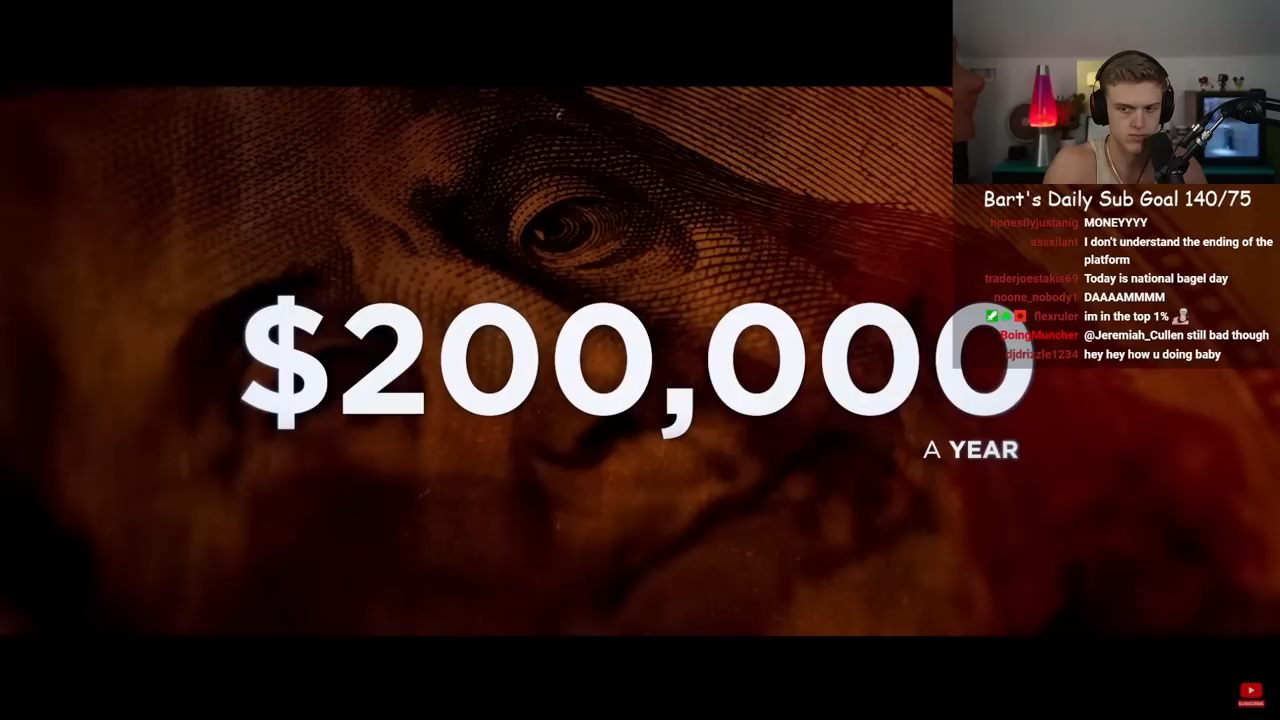 $200,000
A YEAR
Bart's Daily Sub Goal 140/75
honestlyjustanig MONEYYYY
assxilant I don't understand the ending of the
platform
traderjoestakis69 Today is national bagel day
noone_nobody1 DAAAAMMMM
flexruler im in the top 1%
BoingMuncher @Jeremiah_Cullen still bad though
djdrizzle1234 hey hey how u doing baby
SUBSCRIBE